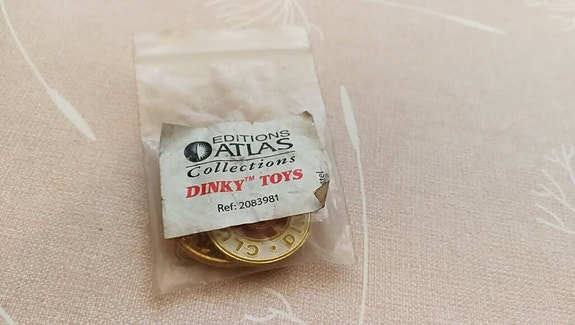 EDITIONS
ATLAS
Collections
DINKY™ TOYS
Ref: 2083981